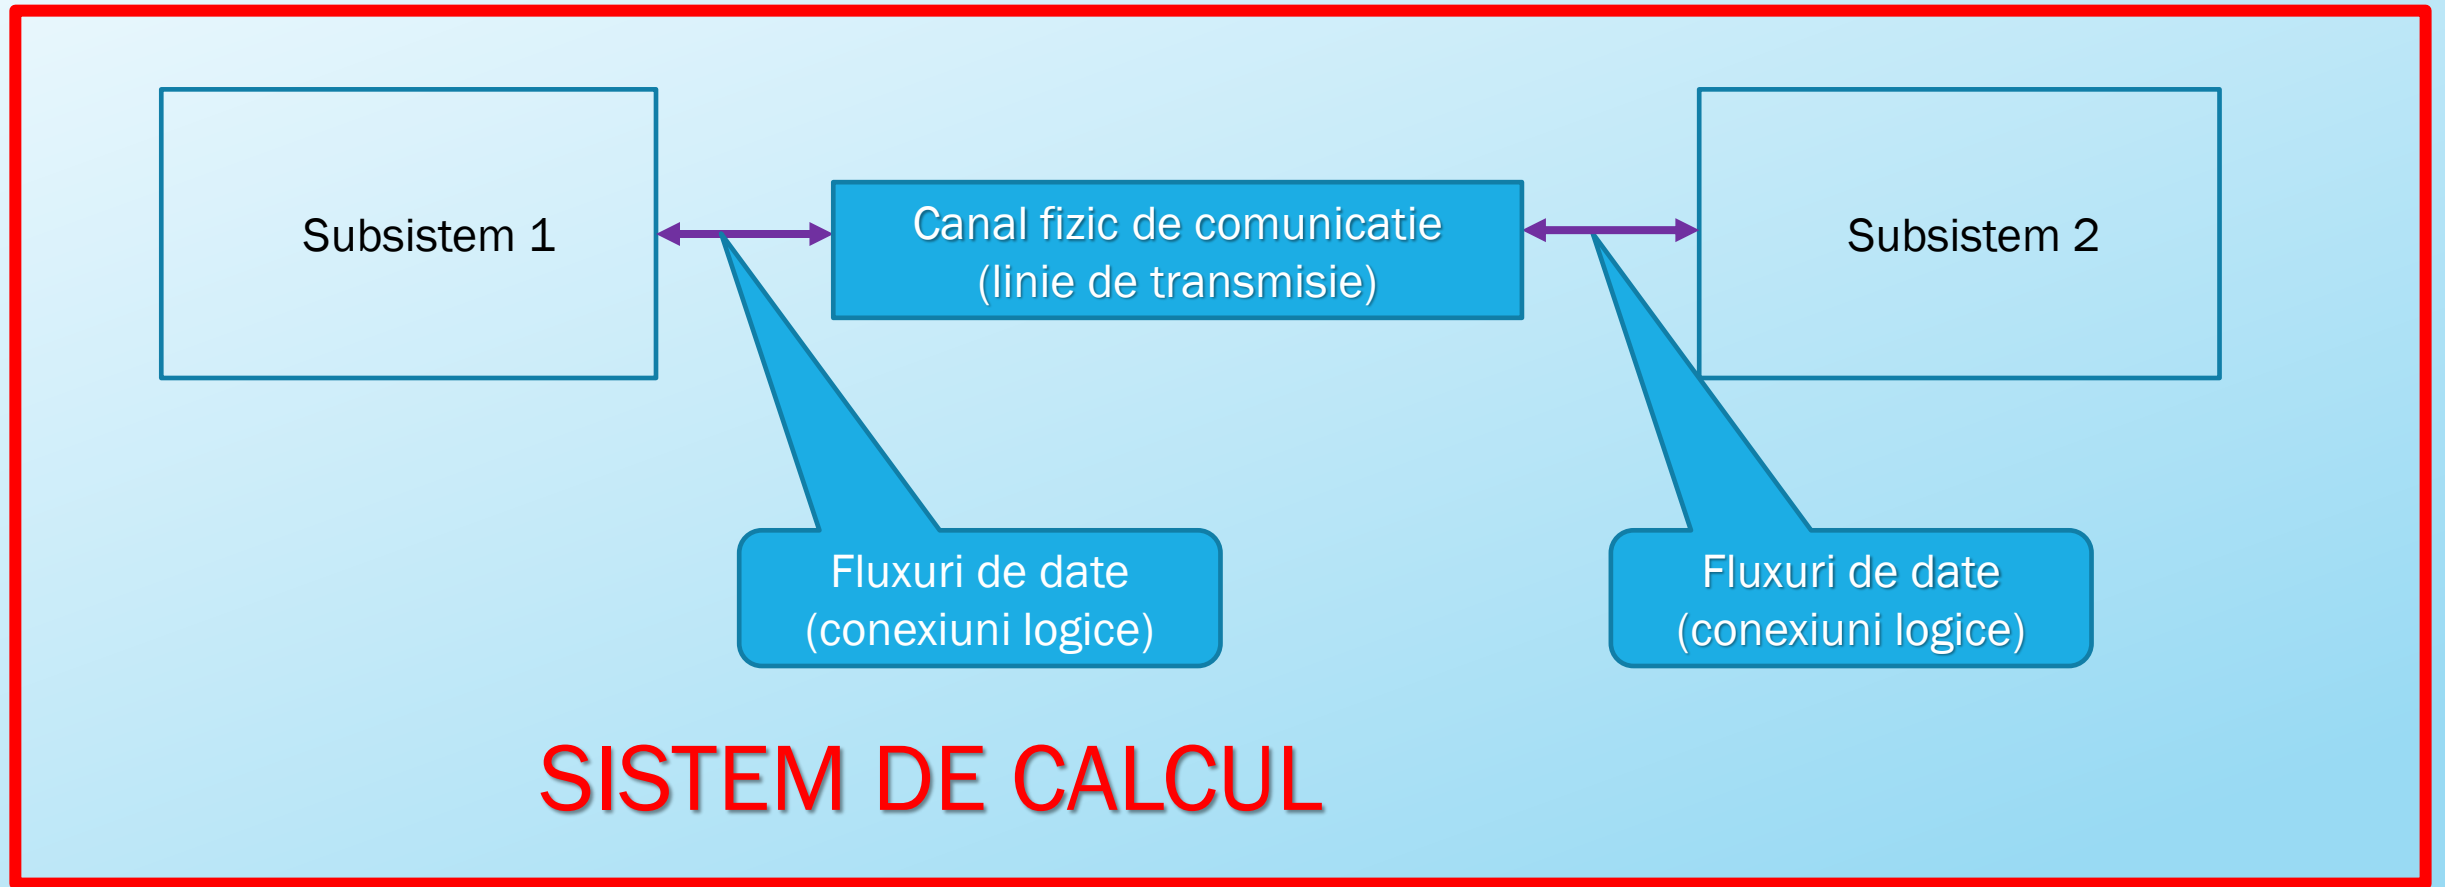 Subsistem 1
Canal fizic de comunicatie
(linie de transmisie)
Subsistem 2
Fluxuri de date
(conexiuni logice)
Fluxuri de date
(conexiuni logice)
SISTEM DE CALCUL